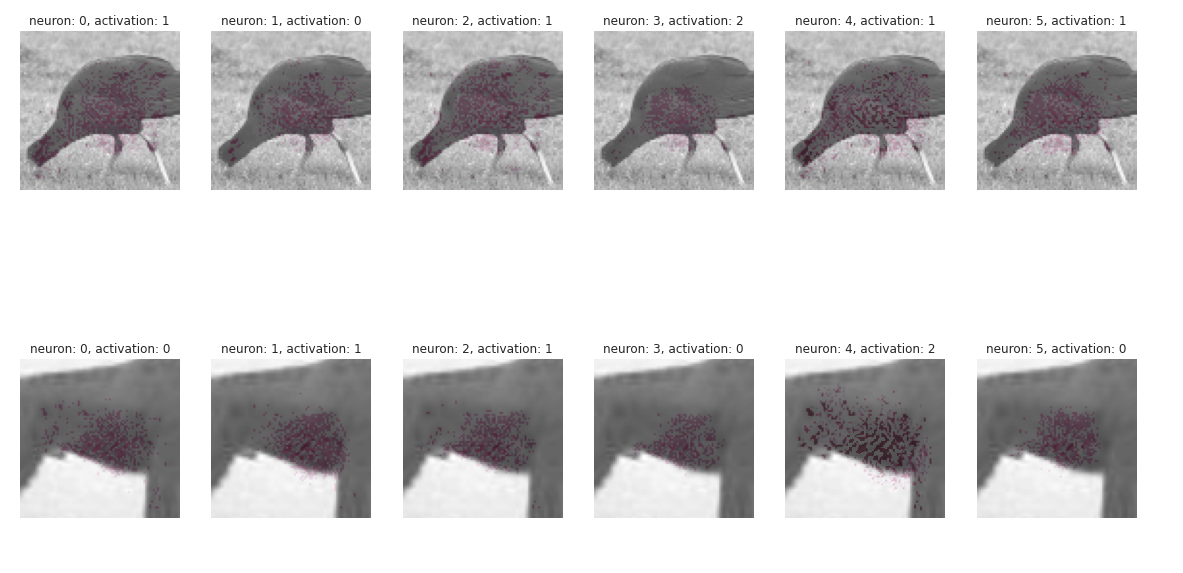 neuron: 0, activation: 1
neuron: 1, activation: 0
neuron: 2, activation: 1
neuron: 3, activation: 2
neuron: 4, activation: 1
neuron: 5, activation: 1
neuron: 0, activation: 0
neuron: 1, activation: 1
neuron: 2, activation: 1
neuron: 3, activation: 0
neuron: 4, activation: 2
neuron: 5, activation: 0